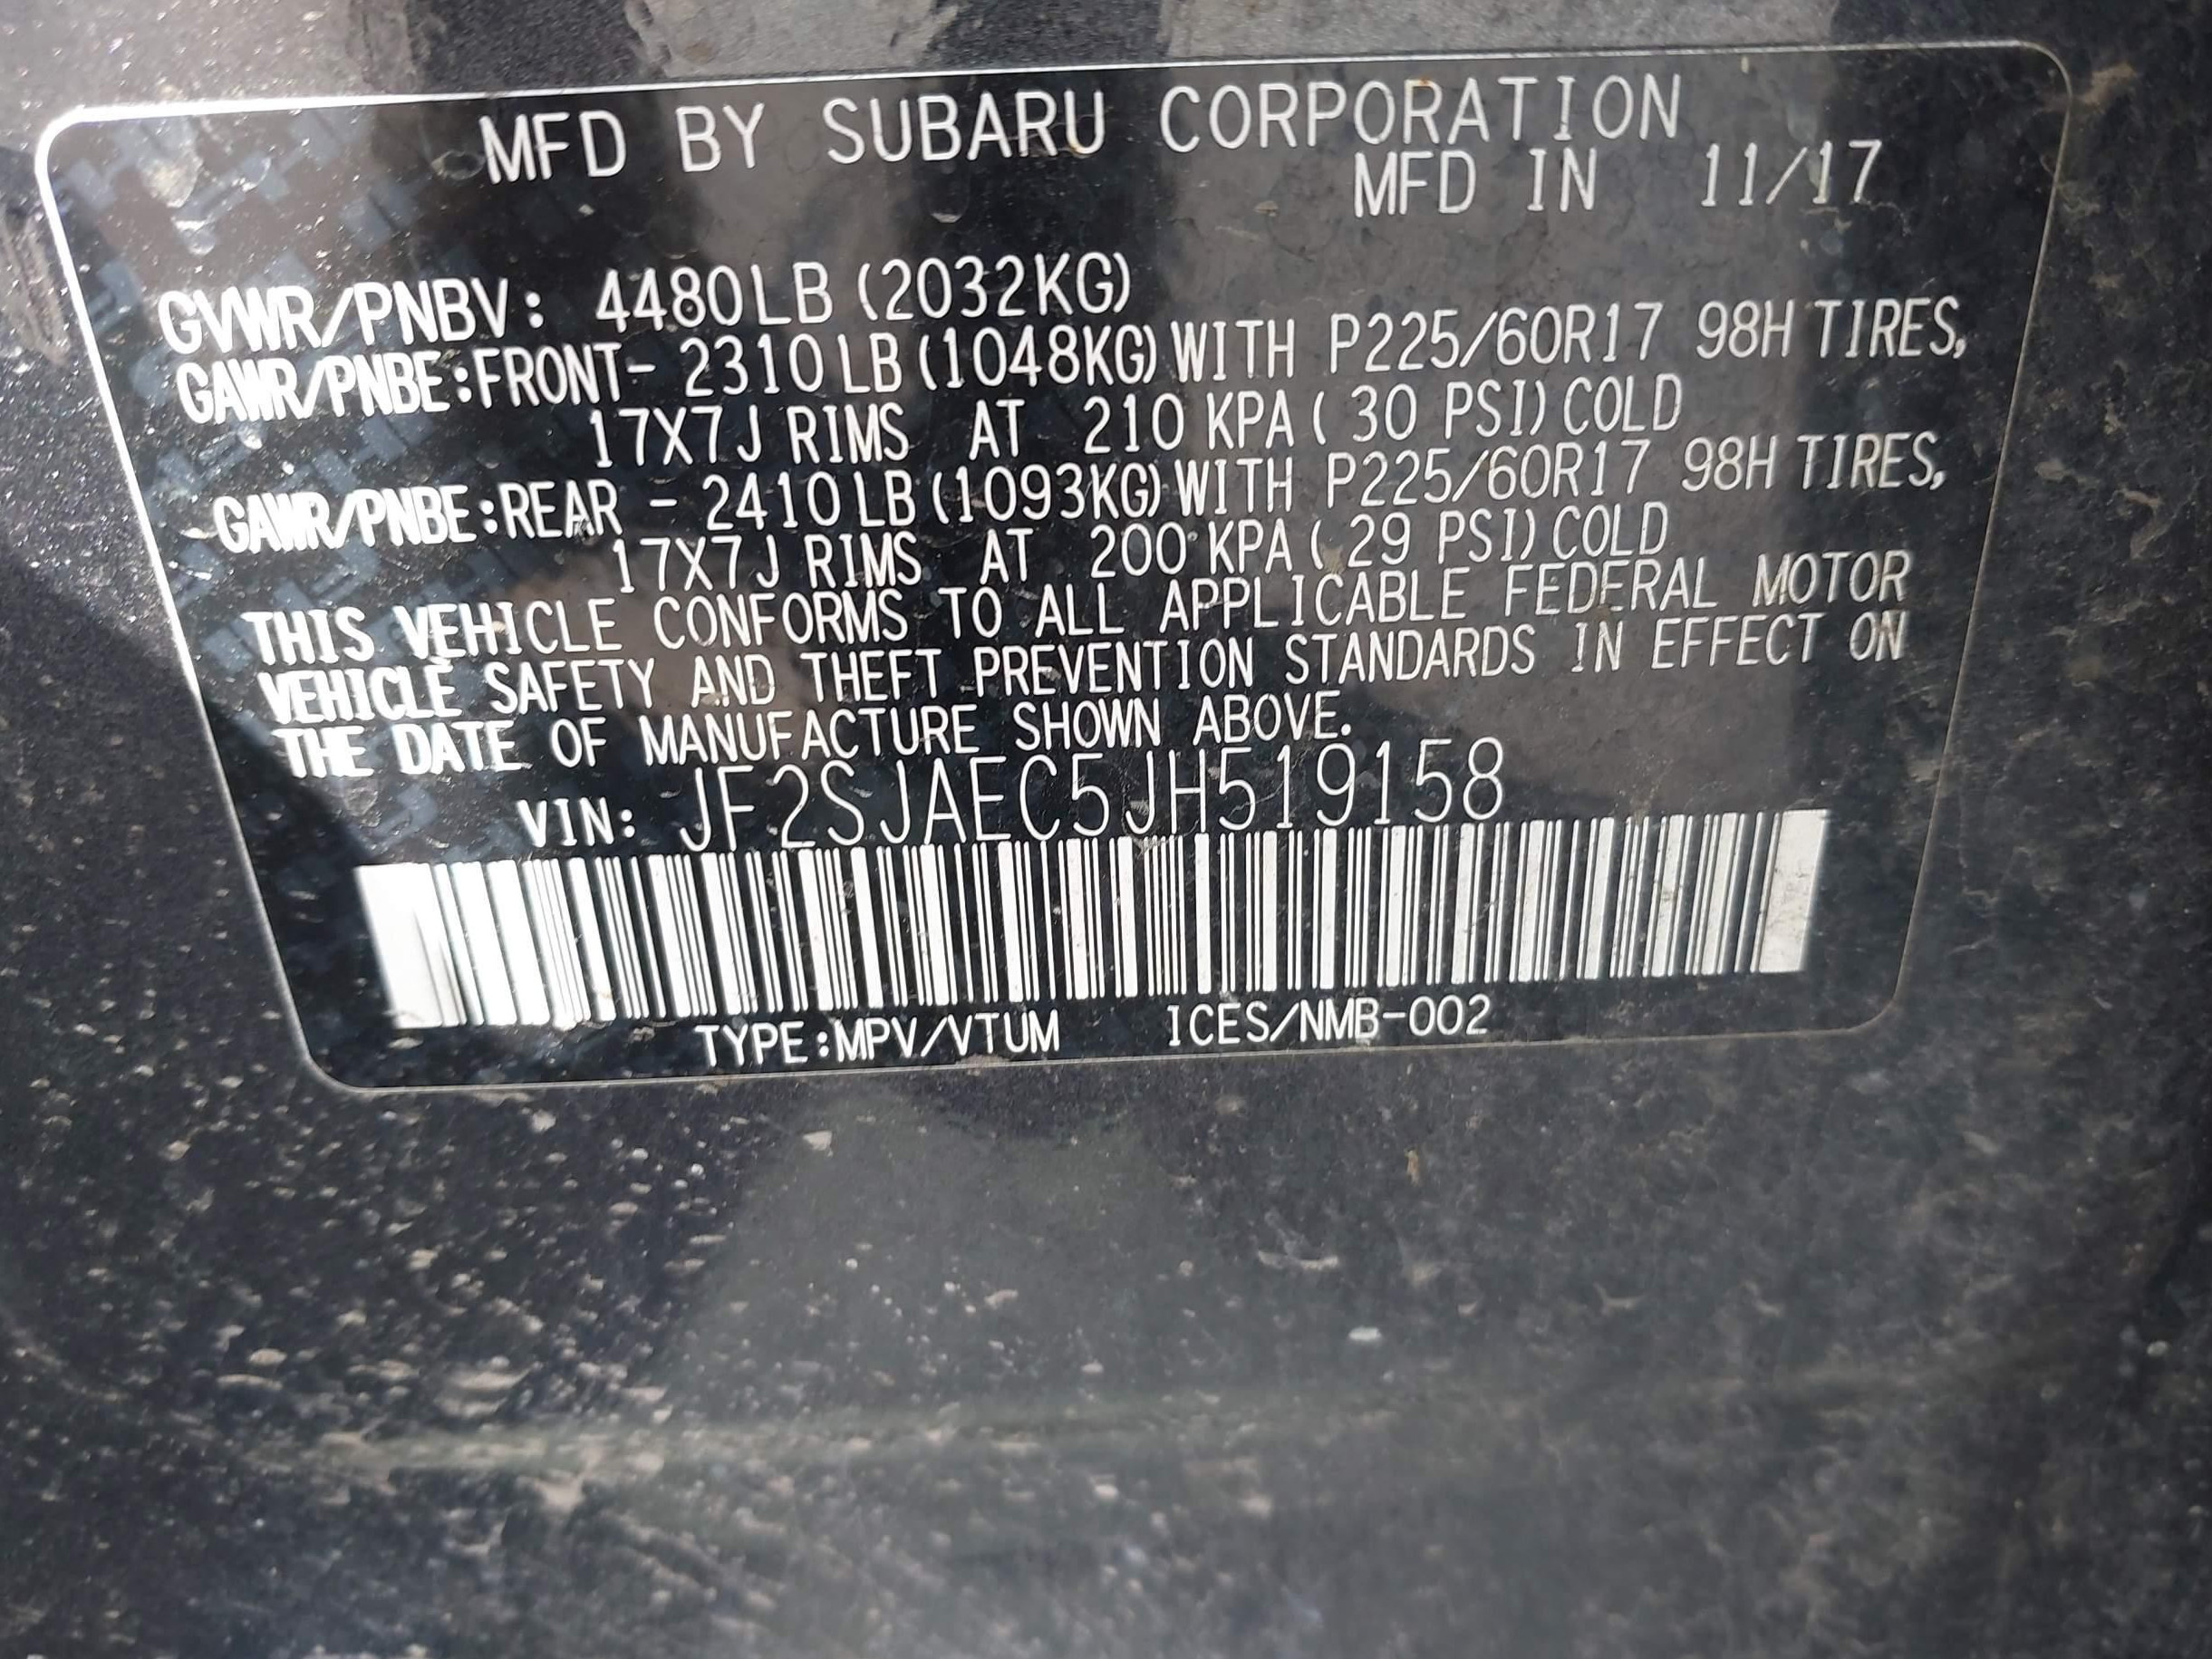 MFD BY SUBARU CORPORATION
MFD IN 11/17
GVWR/PNBV: 4480LB (2032KG)
GAWR/PNBE:FRONT- 2310LB (1048KG) WITH P225/60R17 98H TIRES,
17X7J RIMS AT 210 KPA ( 30 PSI) COLD
GAWR/PNBE:REAR - 2410LB (1093KG) WITH P225/60R17 98H TIRES,
17X7J RIMS AT 200 KPA ( 29 PSI) COLD
THIS VEHICLE CONFORMS TO ALL APPLICABLE FEDERAL MOTOR
VEHICLE SAFETY AND THEFT PREVENTION STANDARDS IN EFFECT ON
THE DATE OF MANUFACTURE SHOWN ABOVE.
VIN: JF2SJAEC5JH519158
TYPE:MPV/VTUM ICES/NMB-002